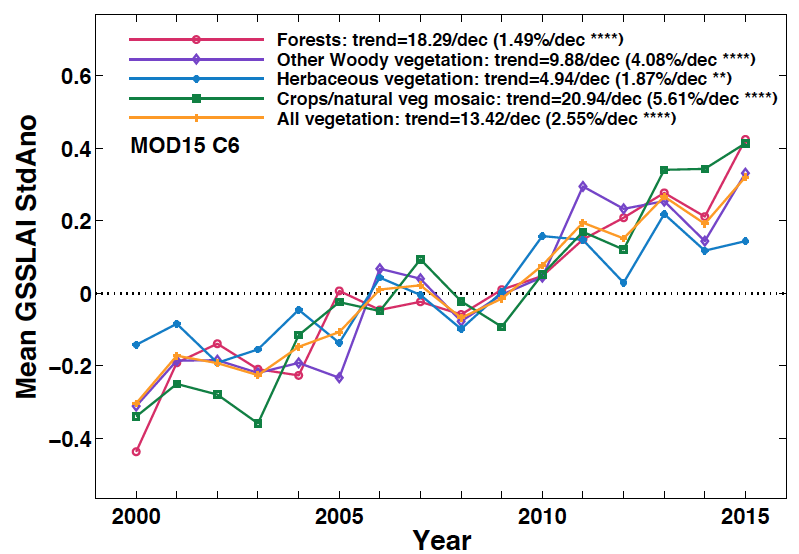 Forests: trend=18.29/dec (1.49%/dec ****)
Other Woody vegetation: trend=9.88/dec (4.08%/dec ****)
Herbaceous vegetation: trend=4.94/dec (1.87%/dec **)
Crops/natural veg mosaic: trend=20.94/dec (5.61%/dec ****)
All vegetation: trend=13.42/dec (2.55%/dec ****)
MOD15 C6
Mean GSSLAI StdAno
0.6
0.4
0.2
0
−0.2
−0.4
2000 2005 2010 2015
Year